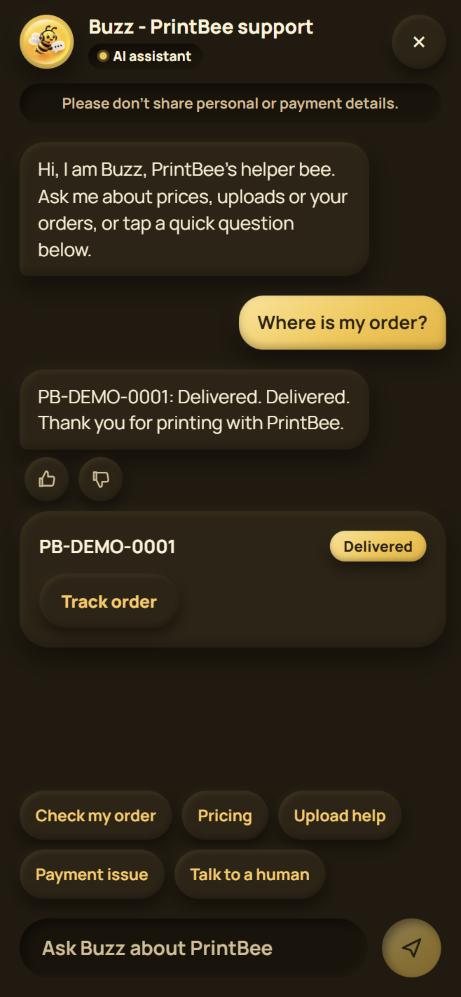 Buzz - PrintBee support
AI assistant
Please don't share personal or payment details.
Hi, I am Buzz, PrintBee's helper bee.
Ask me about prices, uploads or your
orders, or tap a quick question
below.
Where is my order?
PB-DEMO-0001: Delivered. Delivered.
Thank you for printing with PrintBee.
PB-DEMO-0001
Delivered
Track order
Check my order
Pricing
Upload help
Payment issue
Talk to a human
Ask Buzz about PrintBee